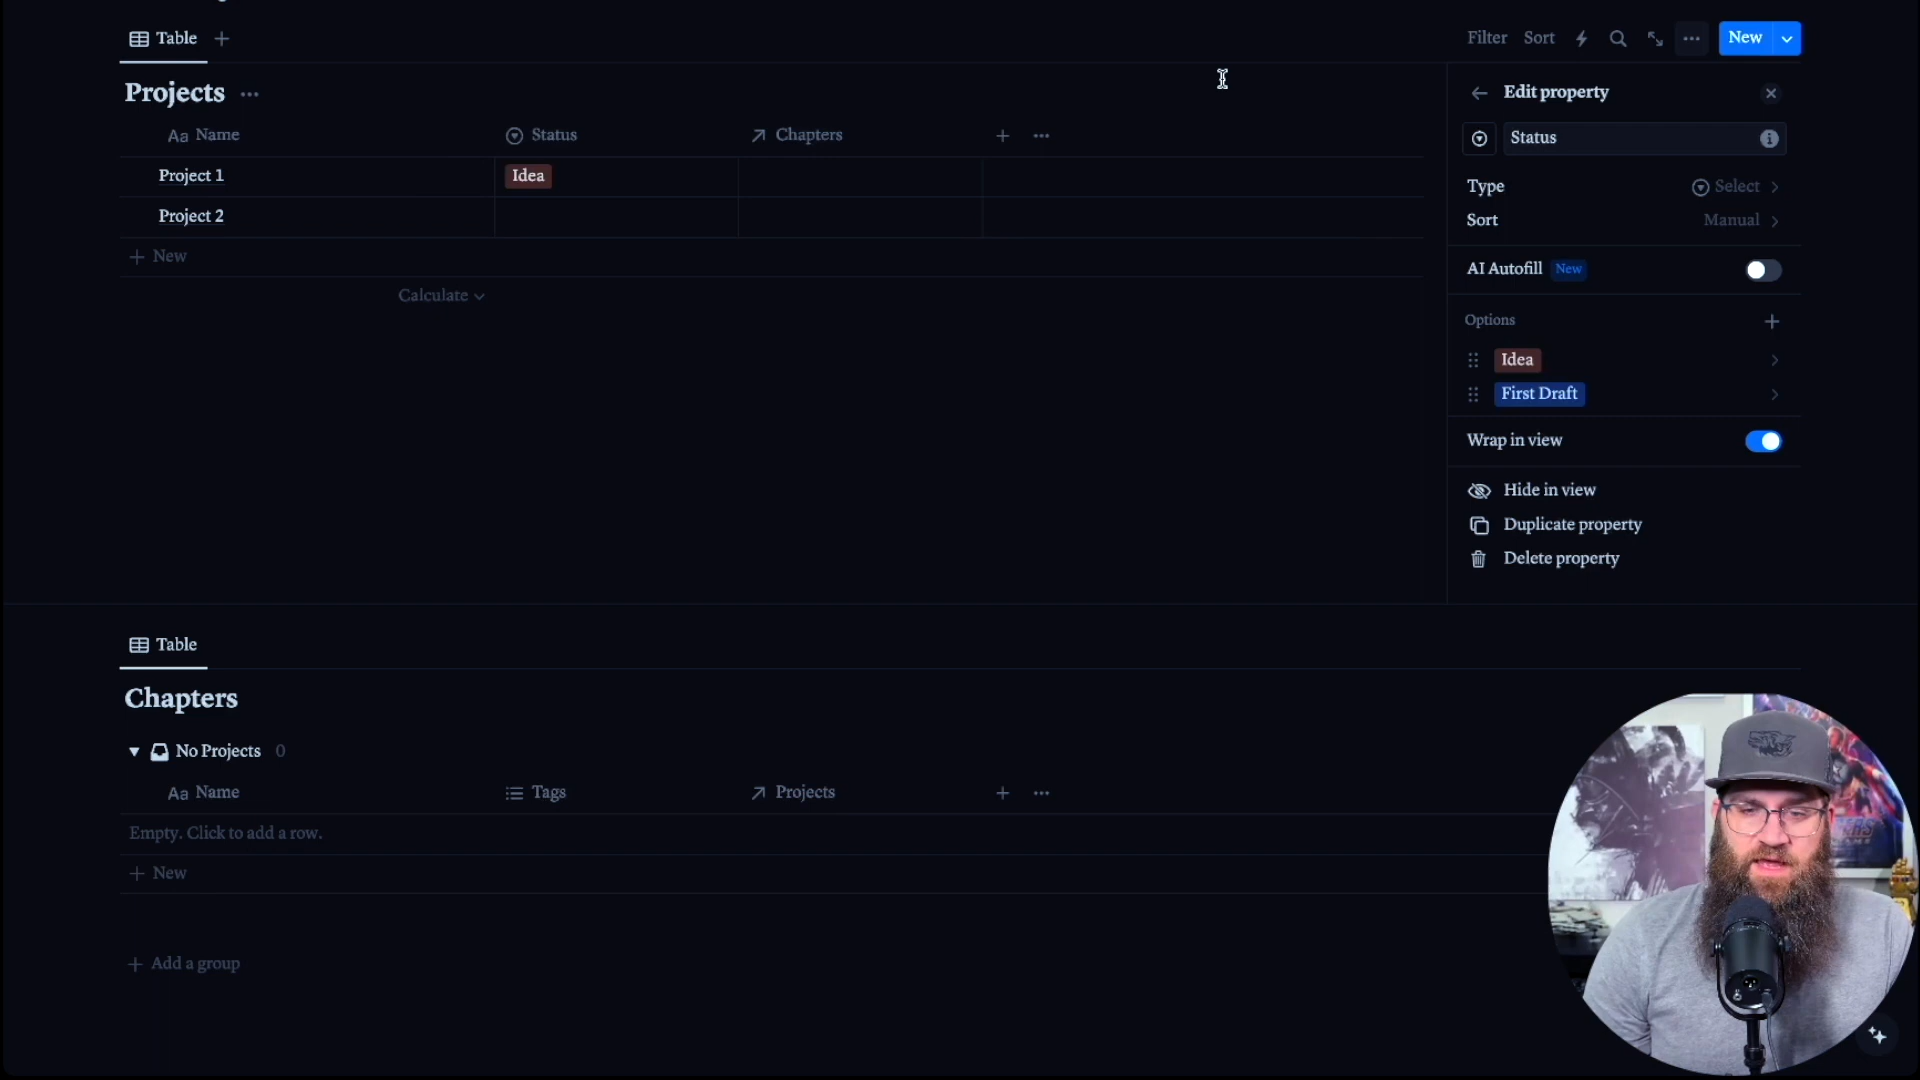 Table
Filter Sort New
Projects
Edit property
Aa Name Status Chapters
Status
Project 1 Idea
Type Select
Project 2
Sort Manual
New
AI Autofill New
Calculate
Options
Idea
First Draft
Wrap in view
Hide in view
Duplicate property
Delete property
Table
Chapters
No Projects 0
Aa Name Tags Projects
Empty. Click to add a row.
New
Add a group